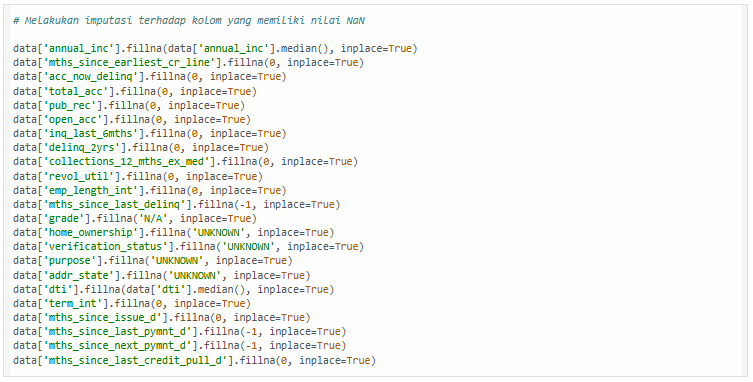 # Melakukan imputasi terhadap kolom yang memiliki nilai NaN
data['annual_inc'].fillna(data['annual_inc'].median(), inplace=True)
data['mths_since_earliest_cr_line'].fillna(0, inplace=True)
data['acc_now_delinq'].fillna(0, inplace=True)
data['total_acc'].fillna(0, inplace=True)
data['pub_rec'].fillna(0, inplace=True)
data['open_acc'].fillna(0, inplace=True)
data['inq_last_6mths'].fillna(0, inplace=True)
data['delinq_2yrs'].fillna(0, inplace=True)
data['collections_12_mths_ex_med'].fillna(0, inplace=True)
data['revol_util'].fillna(0, inplace=True)
data['emp_length_int'].fillna(0, inplace=True)
data['mths_since_last_delinq'].fillna(-1, inplace=True)
data['grade'].fillna('N/A', inplace=True)
data['home_ownership'].fillna('UNKNOWN', inplace=True)
data['verification_status'].fillna('UNKNOWN', inplace=True)
data['purpose'].fillna('UNKNOWN', inplace=True)
data['addr_state'].fillna('UNKNOWN', inplace=True)
data['dti'].fillna(data['dti'].median(), inplace=True)
data['term_int'].fillna(0, inplace=True)
data['mths_since_issue_d'].fillna(0, inplace=True)
data['mths_since_last_pymnt_d'].fillna(-1, inplace=True)
data['mths_since_next_pymnt_d'].fillna(-1, inplace=True)
data['mths_since_last_credit_pull_d'].fillna(0, inplace=True)